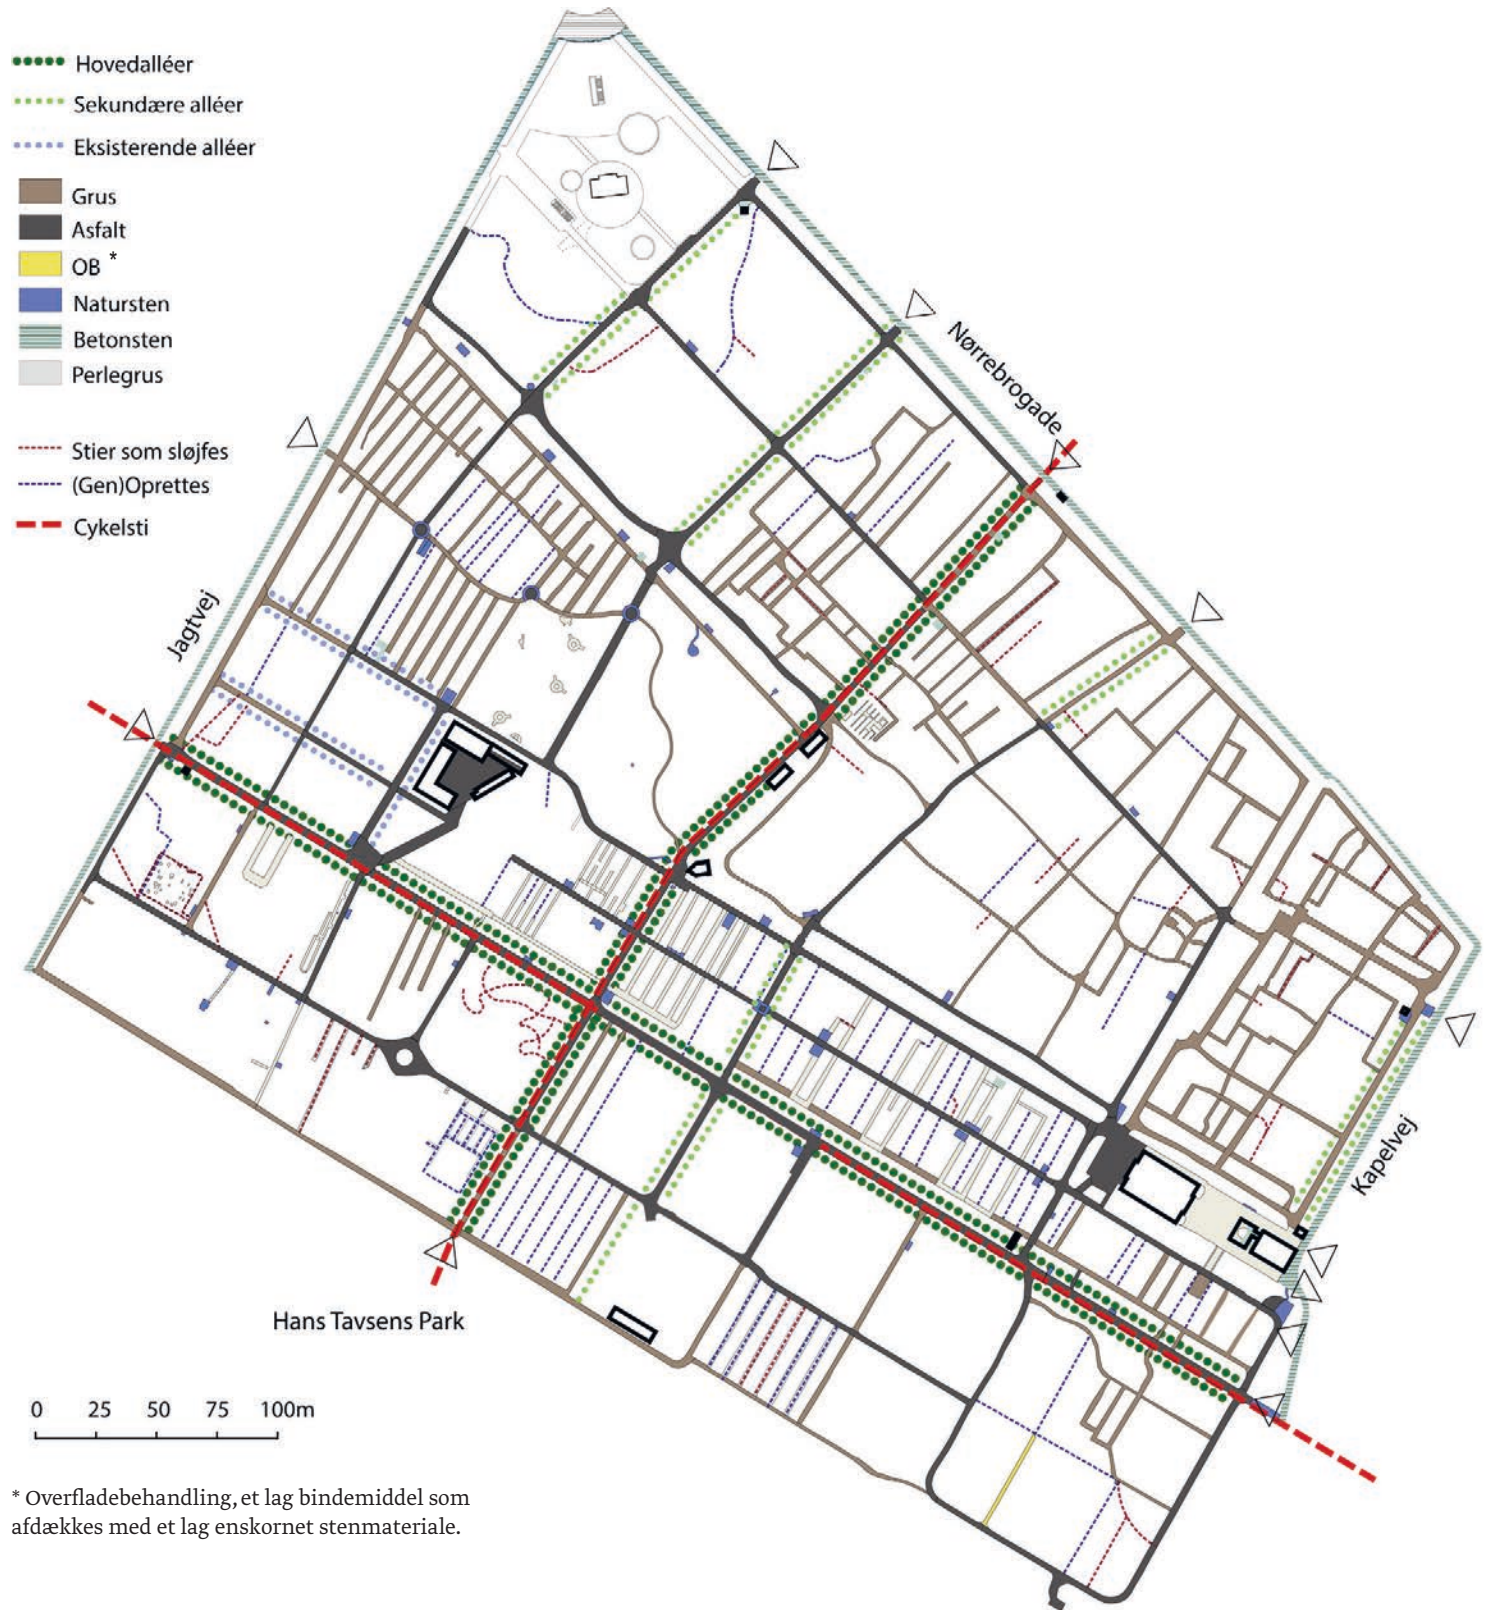 Hovedalléer
Sekundære alléer
Eksisterende alléer
Grus
Asfalt
OB *
Natursten
Betonsten
Perlegrus
Stier som sløjfes
(Gen)Oprettes
Cykelsti
Nørrebrogade
Jagtvej
Kapelvej
Hans Tavsens Park
0 25 50 75 100m
* Overfladebehandling, et lag bindemiddel som
afdækkes med et lag enskornet stenmateriale.